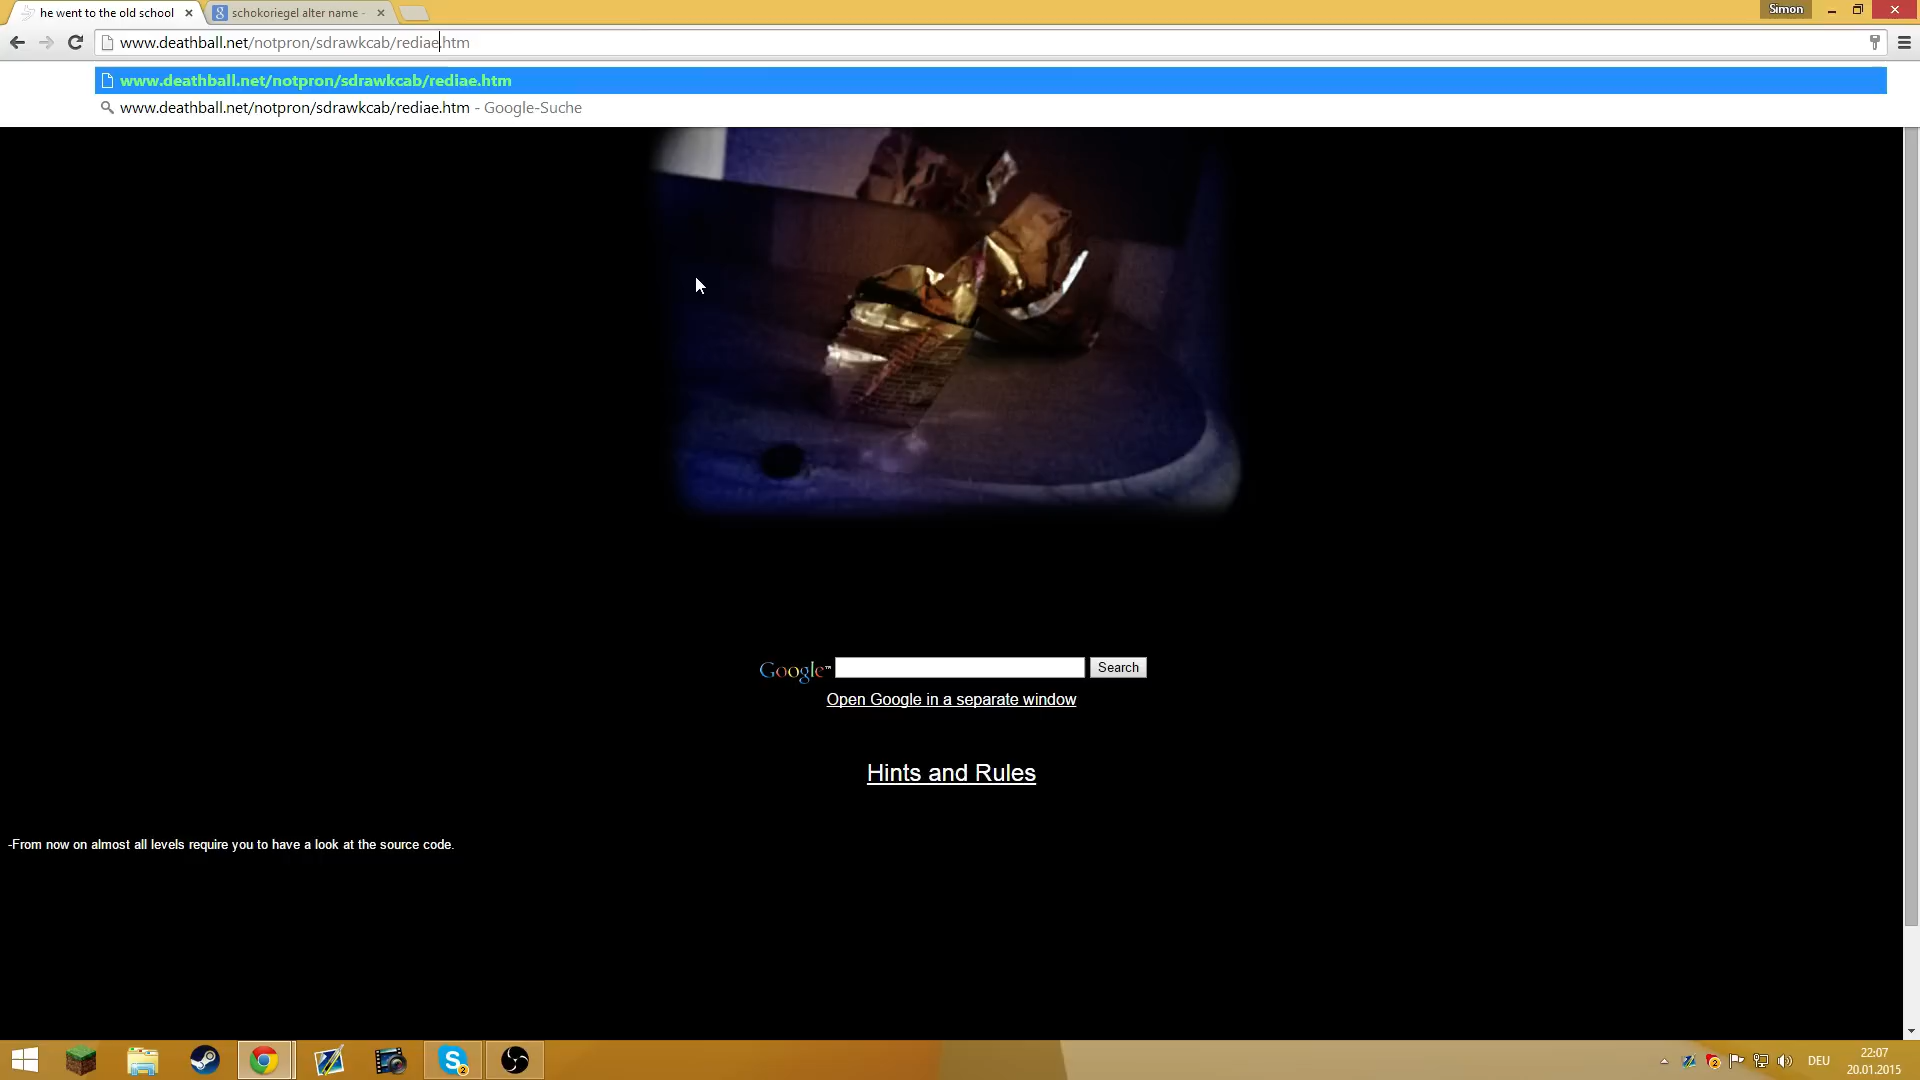 he went to the old school
schokoriegel alter name -
Simon
www.deathball.net/notpron/sdrawkcab/rediae.htm
www.deathball.net/notpron/sdrawkcab/rediae.htm
www.deathball.net/notpron/sdrawkcab/rediae.htm - Google-Suche
Google™
Search
Open Google in a separate window
Hints and Rules
-From now on almost all levels require you to have a look at the source code.
DEU
22:07
20.01.2015